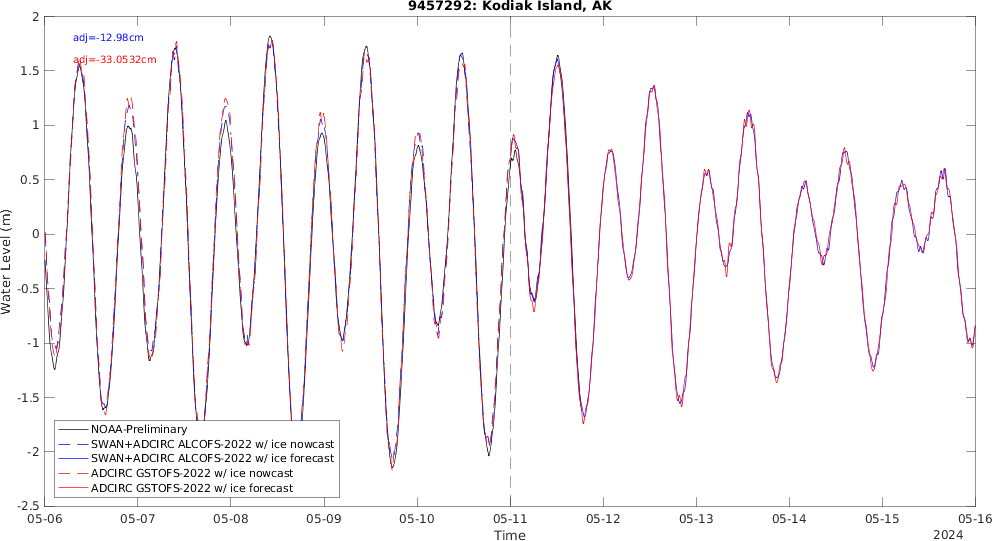 9457292: Kodiak Island, AK
adj=-12.98cm
adj=-33.0532cm
Water Level (m)
2
1.5
1
0.5
0
-0.5
-1
-1.5
-2
-2.5
NOAA-Preliminary
SWAN+ADCIRC ALCOFS-2022 w/ ice nowcast
SWAN+ADCIRC ALCOFS-2022 w/ ice forecast
ADCIRC GSTOFS-2022 w/ ice nowcast
ADCIRC GSTOFS-2022 w/ ice forecast
05-06 05-07 05-08 05-09 05-10 05-11 05-12 05-13 05-14 05-15 05-16
Time
2024